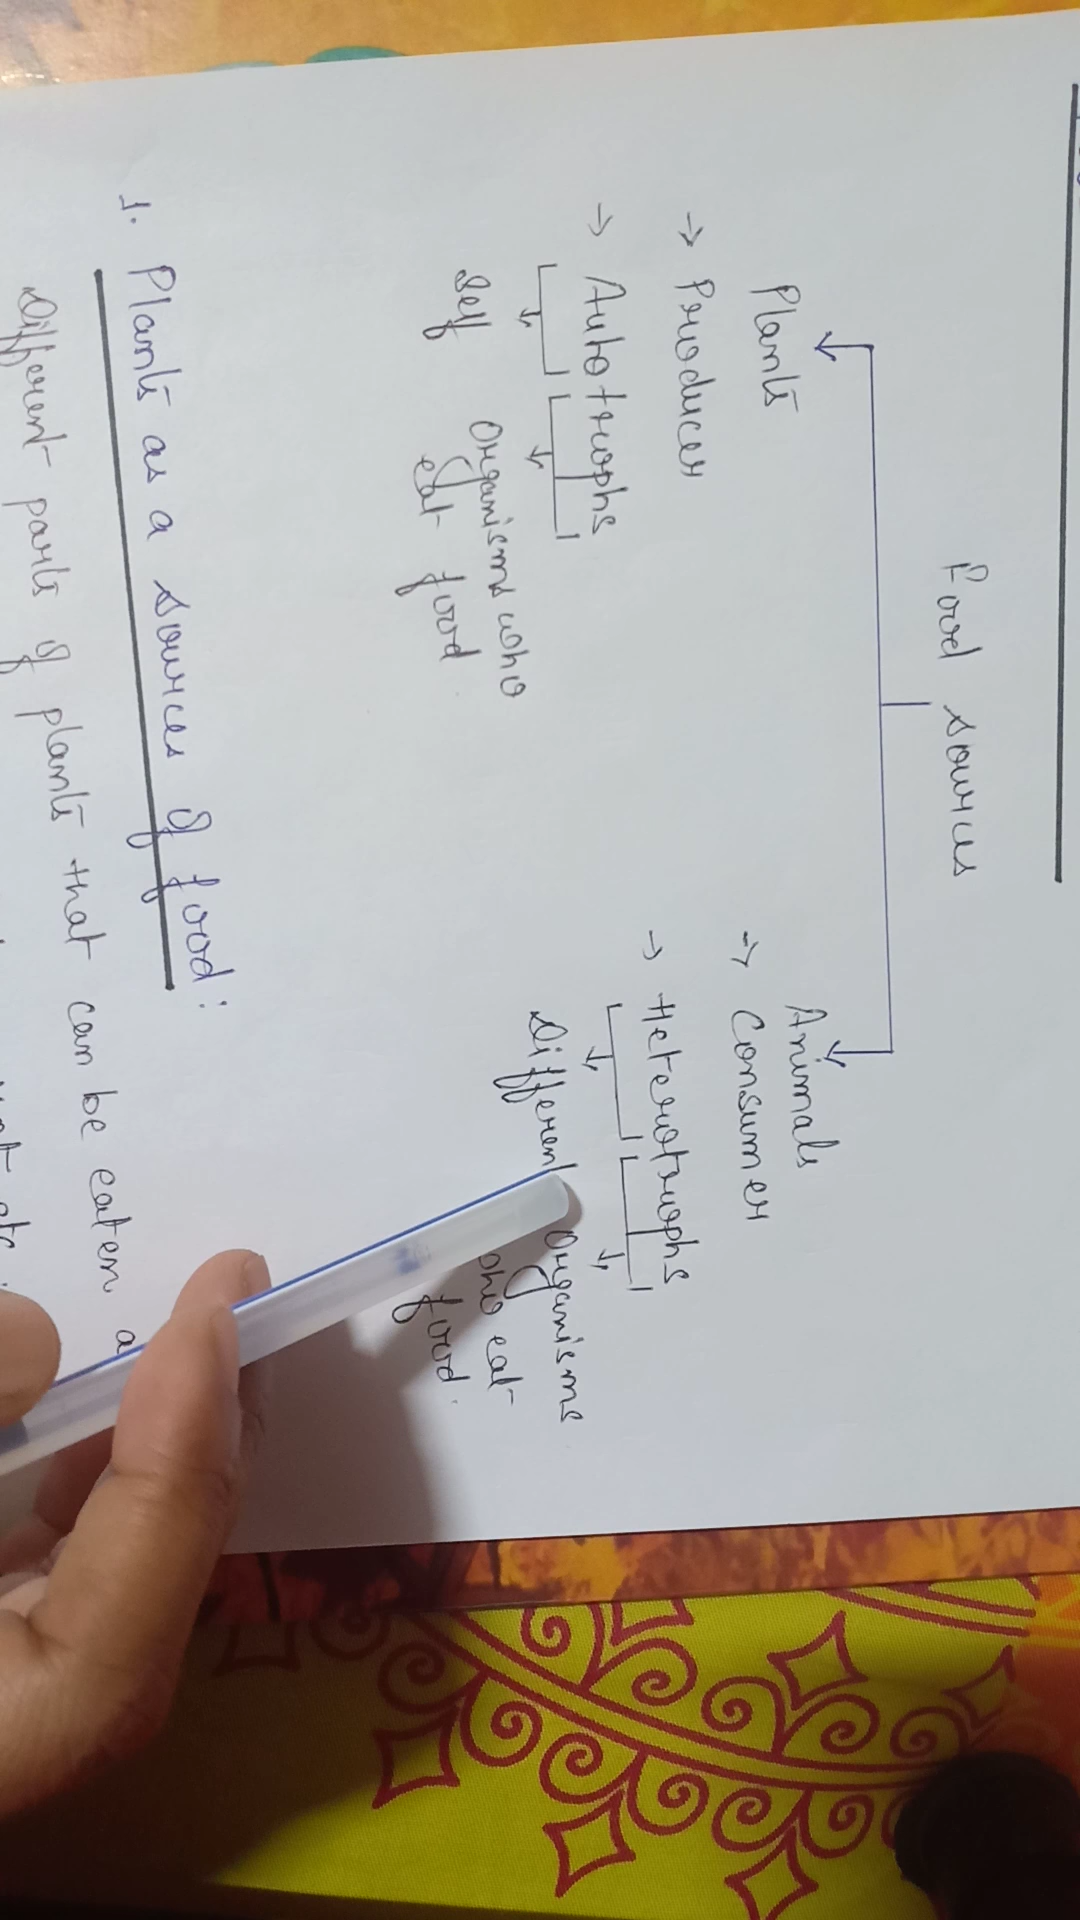 Food sources
Plants
Animals
→ Producer
→ Consumer
→ Autotrophs
→ Heterotrophs
Self
Organisms who
eat food
Different
Organisms
who eat
food.
1. Plants as a sources of food:
Different parts of plants that can be eaten